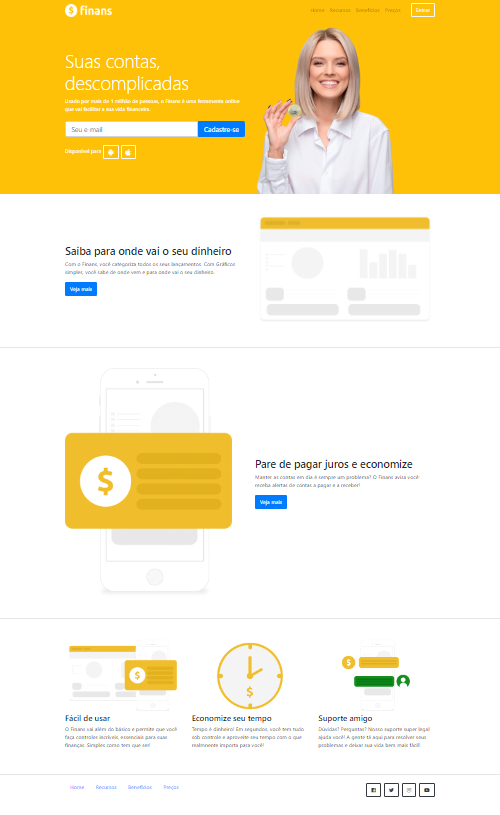 finans
Home Recursos Benefícios Preços Entrar
Suas contas,
descomplicadas
Usado por mais de 1 milhão de pessoas, o Finans é uma ferramenta online
que vai facilitar a sua vida financeira.
Seu e-mail Cadastre-se
Disponível para
Saiba para onde vai o seu dinheiro
Com o Finans, você categoriza todos os seus lançamentos. Com Gráficos
simples, você sabe de onde vem e para onde vai o seu dinheiro.
Veja mais
Pare de pagar juros e economize
Manter as contas em dia é sempre um problema? O Finans avisa você
receba alertas de contas a pagar e a receber!
Veja mais
Fácil de usar
O Finans vai além do básico e permite que você
faça controles incríveis, essenciais para suas
finanças. Simples como tem que ser!
Economize seu tempo
Tempo é dinheiro! Em segundos, você tem tudo
sob controle e aproveite seu tempo com o que
realmente importa para você!
Suporte amigo
Dúvidas? Perguntas? Nosso suporte super legal
ajuda você! A gente tá aqui para resolver seus
problemas e deixar sua vida bem mais fácil!
Home Recursos Benefícios Preços